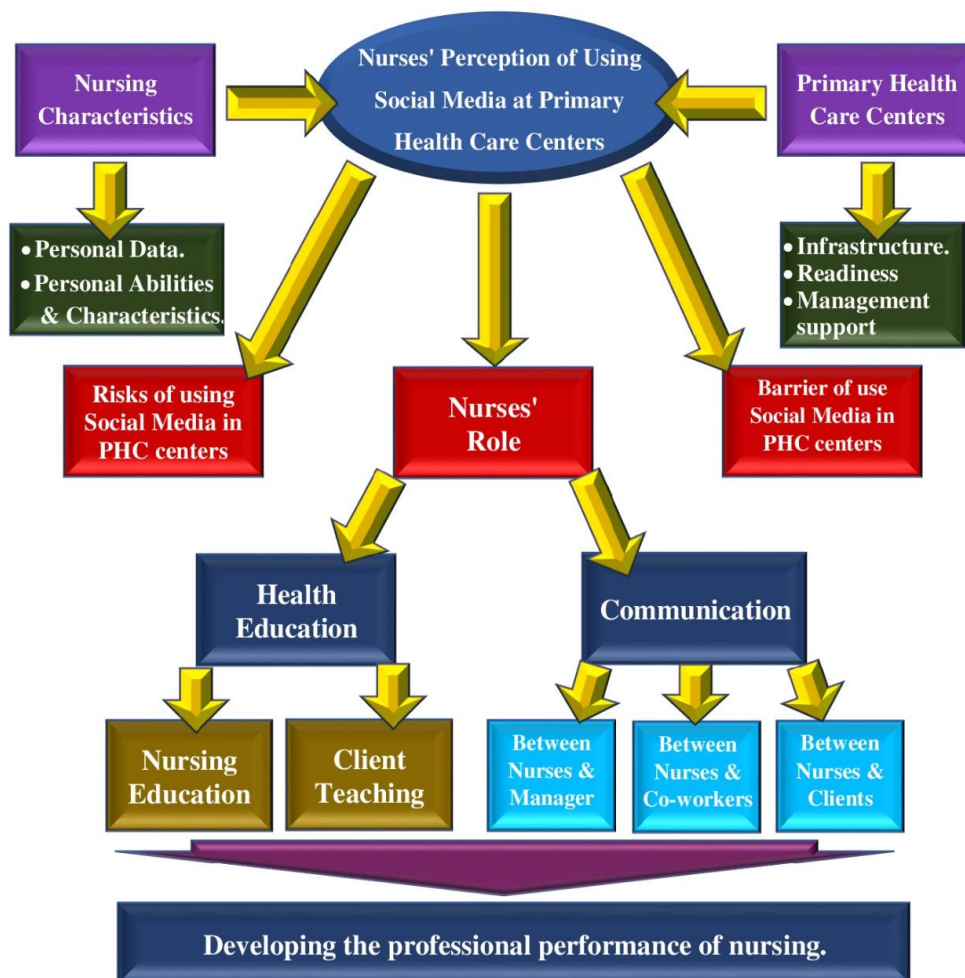 Nursing
Characteristics
Nurses' Perception of Using
Social Media at Primary
Health Care Centers
Primary Health
Care Centers
• Personal Data.
• Personal Abilities
& Characteristics.
• Infrastructure.
• Readiness
• Management
support
Risks of using
Social Media in
PHC centers
Nurses'
Role
Barrier of use
Social Media in
PHC centers
Health
Education
Communication
Nursing
Education
Client
Teaching
Between
Nurses &
Manager
Between
Nurses &
Co-workers
Between
Nurses &
Clients
Developing the professional performance of nursing.